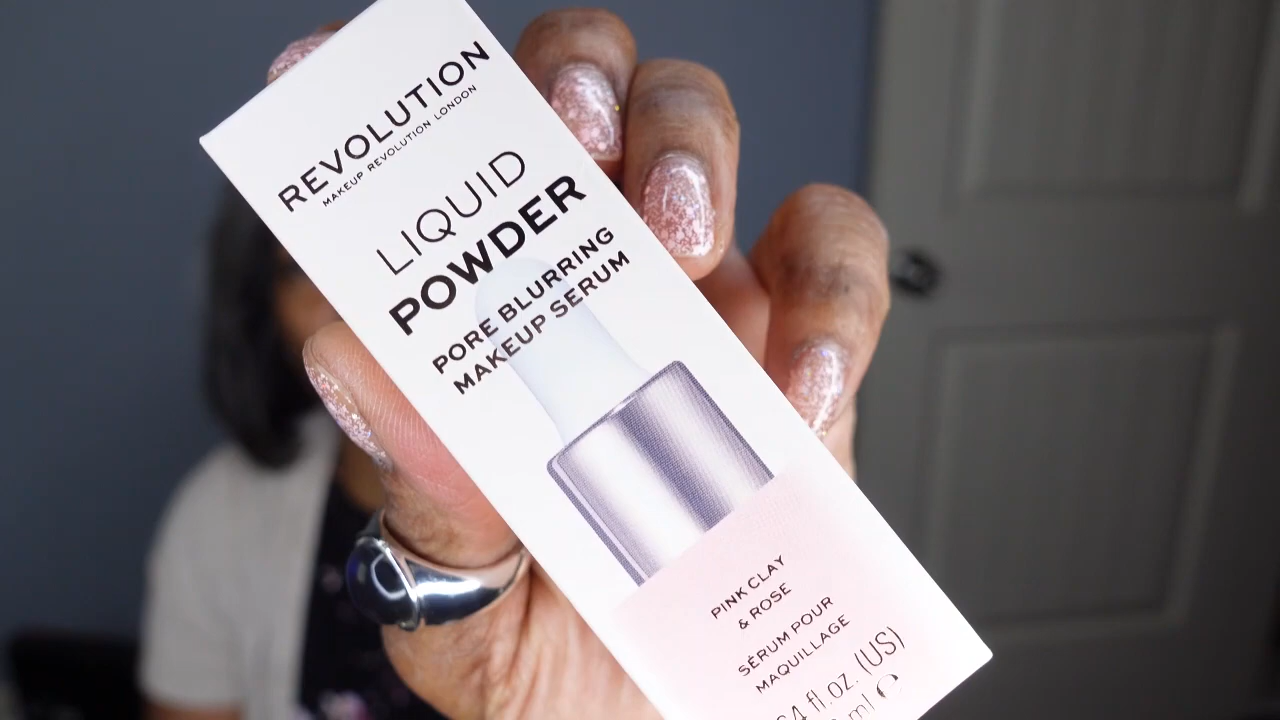 REVOLUTION
MAKEUP REVOLUTION LONDON
LIQUID
POWDER
PORE BLURRING
MAKEUP SERUM
PINK CLAY
& ROSE
SÉRUM POUR
MAQUILLAGE
fl.oz. (US)
ml ℮